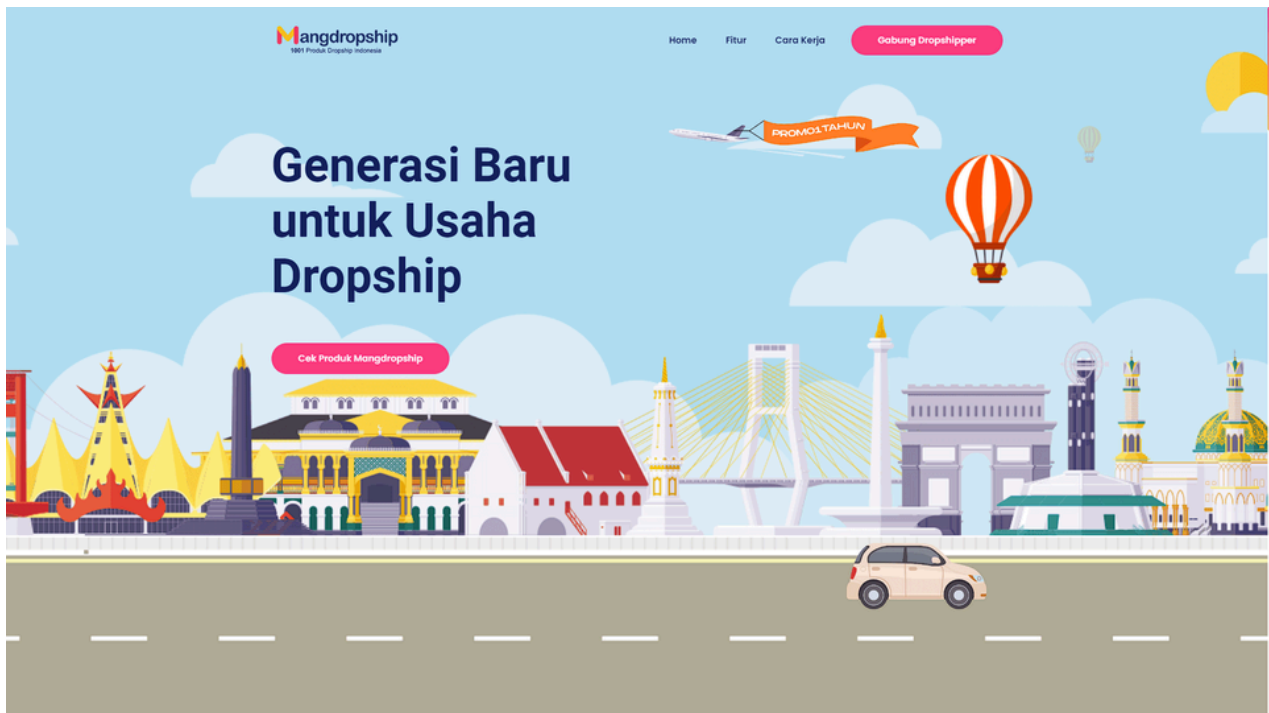 Mangdropship
1001 Produk Dropship Indonesia
Home
Fitur
Cara Kerja
Gabung Dropshipper
PROMO1TAHUN
Generasi Baru
untuk Usaha
Dropship
Cek Produk Mangdropship